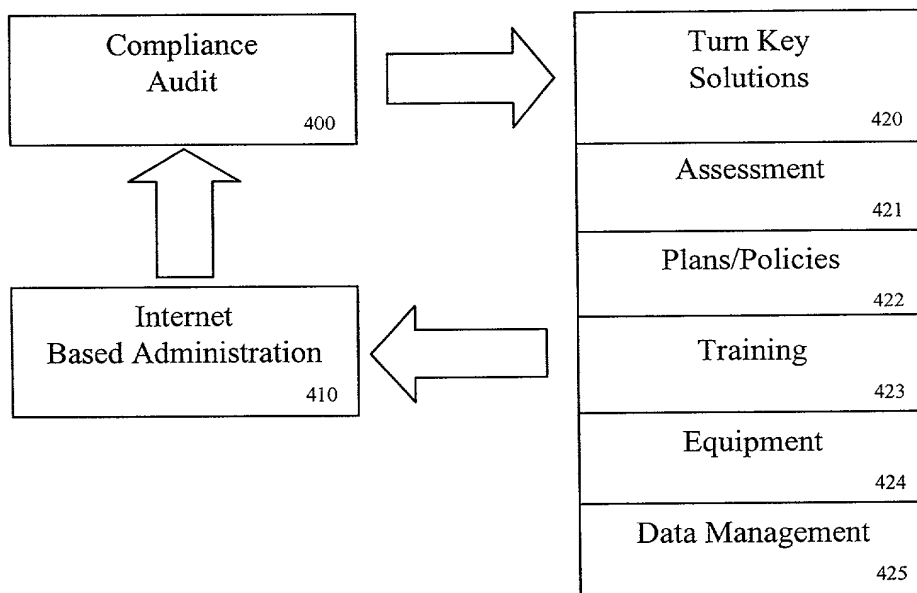 Compliance
Audit
400
Turn Key
Solutions
420
Assessment
421
Plans/Policies
422
Internet
Based Administration
410
Training
423
Equipment
424
Data Management
425